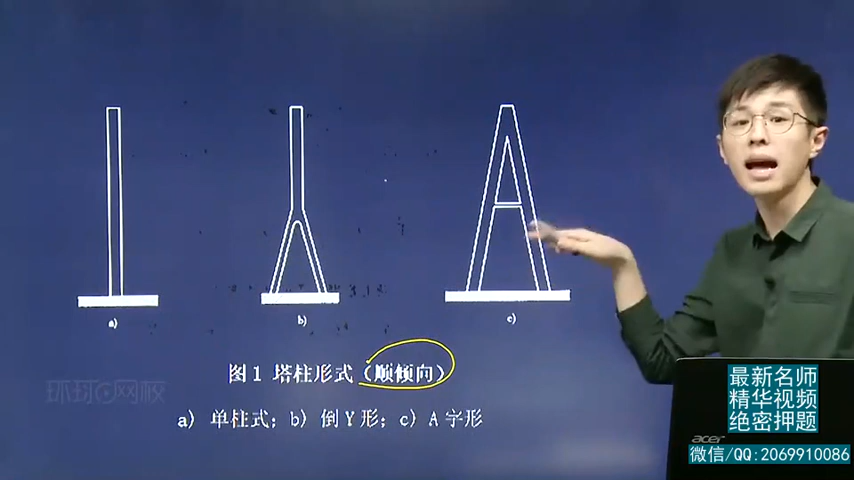 a)
b)
c)
图1 塔柱形式（顺倾向）
a) 单柱式；b) 倒Y形；c) A字形
环球网校
最新名师
精华视频
绝密押题
acer
微信/QQ:2069910086